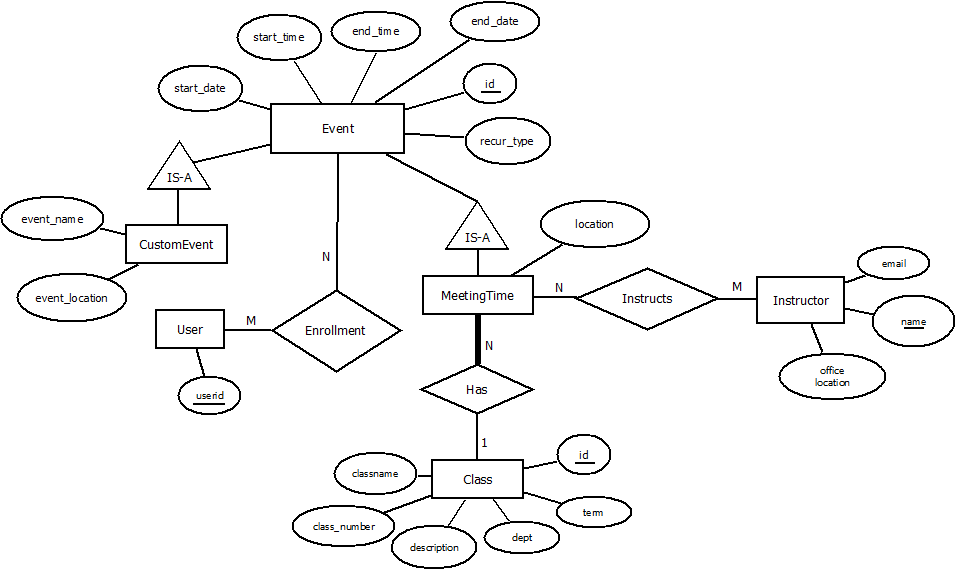 end_date
end_time
start_time
start_date
id
Event
recur_type
IS-A
event_name
location
IS-A
CustomEvent
N
email
event_location
MeetingTime
N
Instructs
M
Instructor
M
User
Enrollment
name
N
office
location
userid
Has
1
id
classname
Class
term
class_number
dept
description